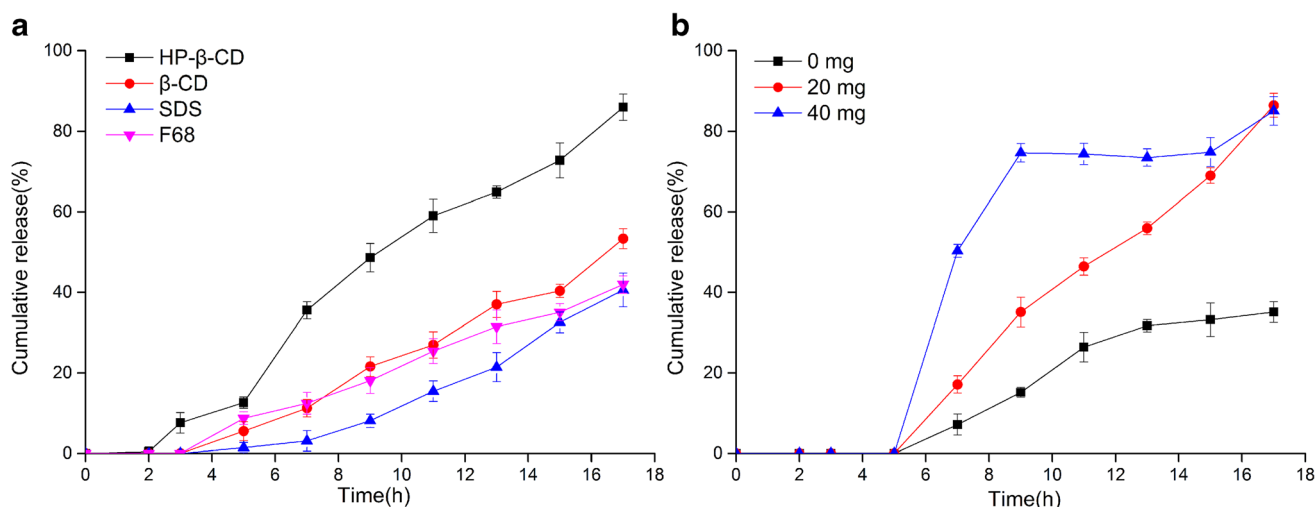 a
100
80
60
40
20
0
Cumulative release(%)
HP-β-CD
β-CD
SDS
F68
0 2 4 6 8 10 12 14 16 18
Time(h)
b
100
80
60
40
20
0
Cumulative release(%)
0 mg
20 mg
40 mg
0 2 4 6 8 10 12 14 16 18
Time(h)